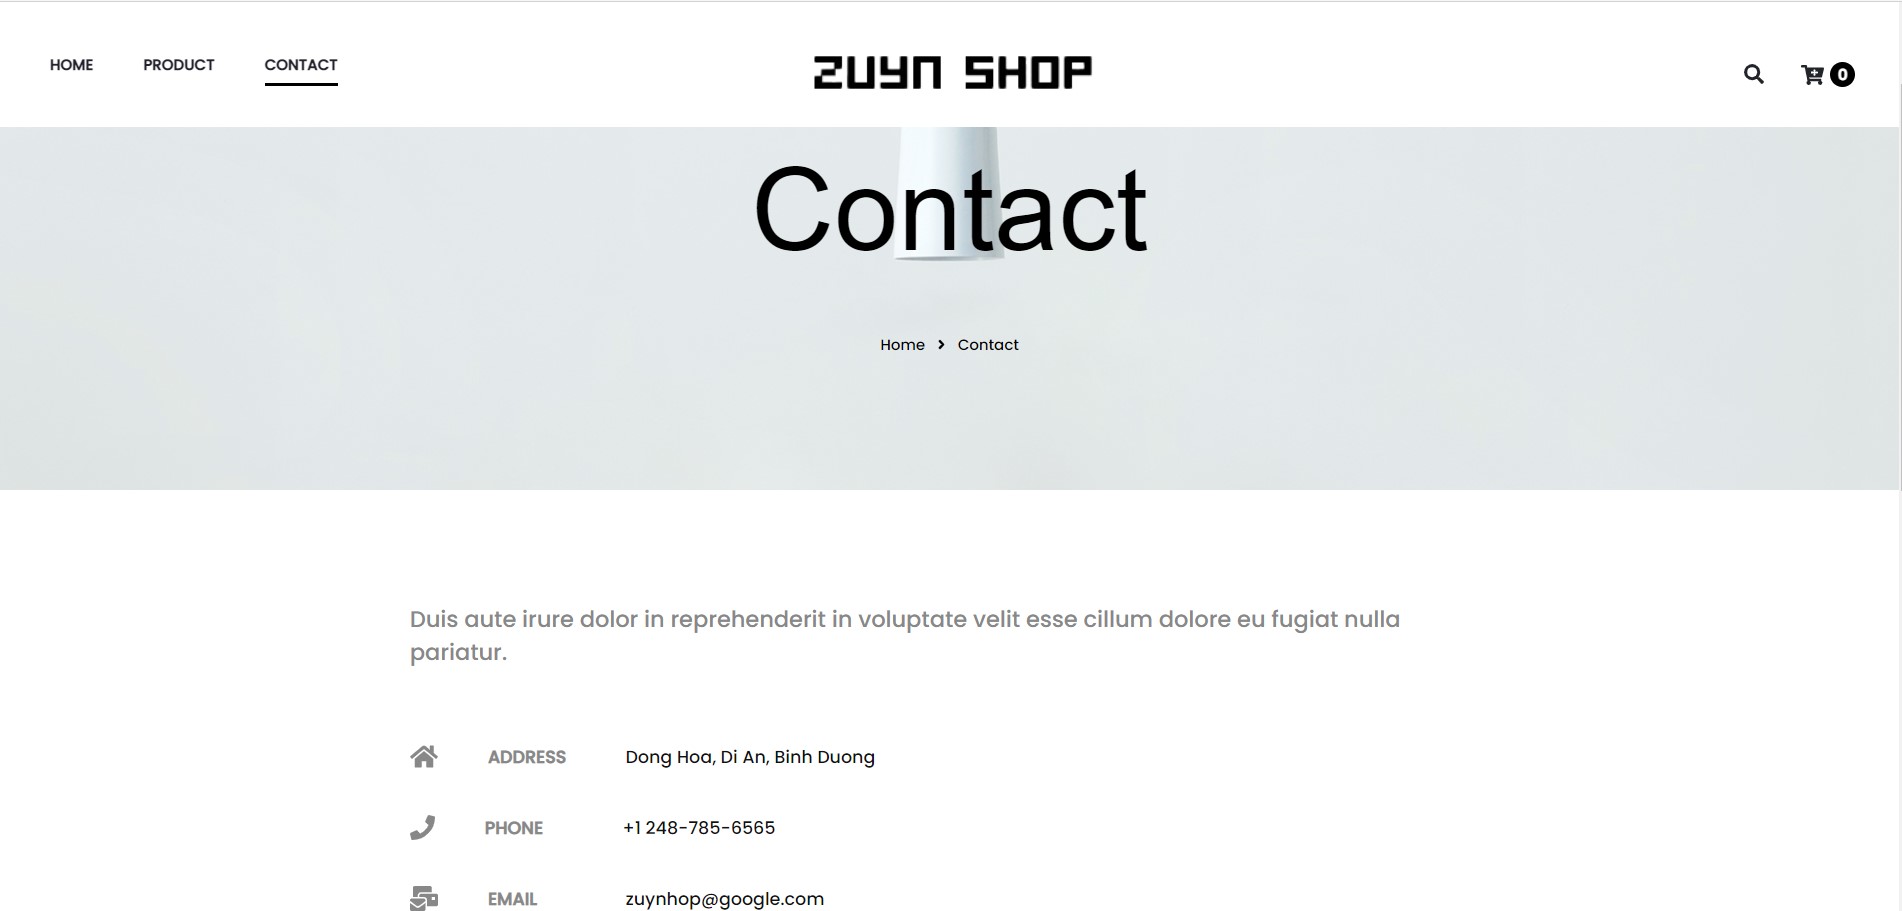 HOME
PRODUCT
CONTACT
ZUYN SHOP
0
Contact
Home
Contact
Duis aute irure dolor in reprehenderit in voluptate velit esse cillum dolore eu fugiat nulla
pariatur.
ADDRESS Dong Hoa, Di An, Binh Duong
PHONE +1 248-785-6565
EMAIL zuynhop@google.com